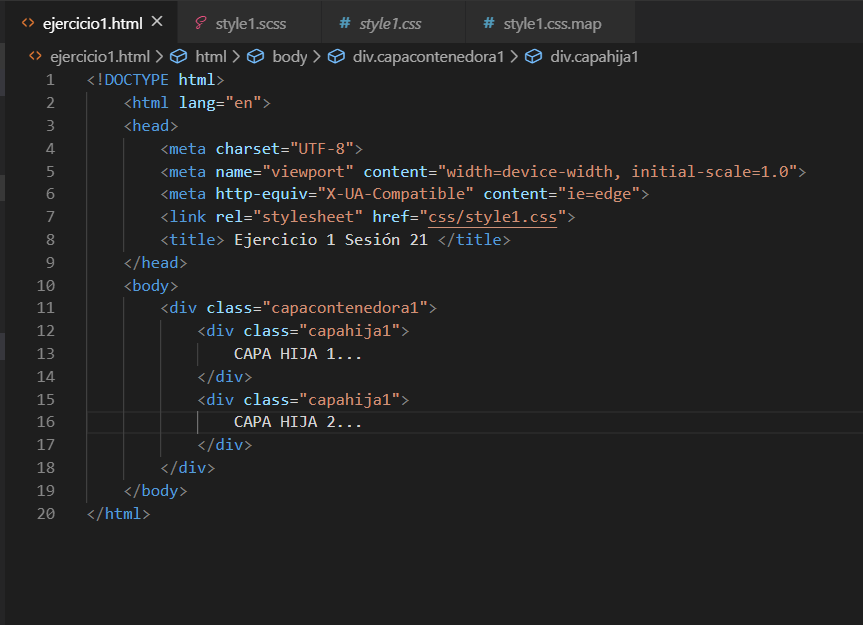 ejercicio1.html style1.scss style1.css style1.css.map
ejercicio1.html > html > body > div.capacontenedora1 > div.capahija1
1 <!DOCTYPE html>
2 <html lang="en">
3 <head>
4 <meta charset="UTF-8">
5 <meta name="viewport" content="width=device-width, initial-scale=1.0">
6 <meta http-equiv="X-UA-Compatible" content="ie=edge">
7 <link rel="stylesheet" href="css/style1.css">
8 <title> Ejercicio 1 Sesión 21 </title>
9 </head>
10 <body>
11 <div class="capacontenedora1">
12 <div class="capahija1">
13 CAPA HIJA 1...
14 </div>
15 <div class="capahija1">
16 CAPA HIJA 2...
17 </div>
18 </div>
19 </body>
20 </html>